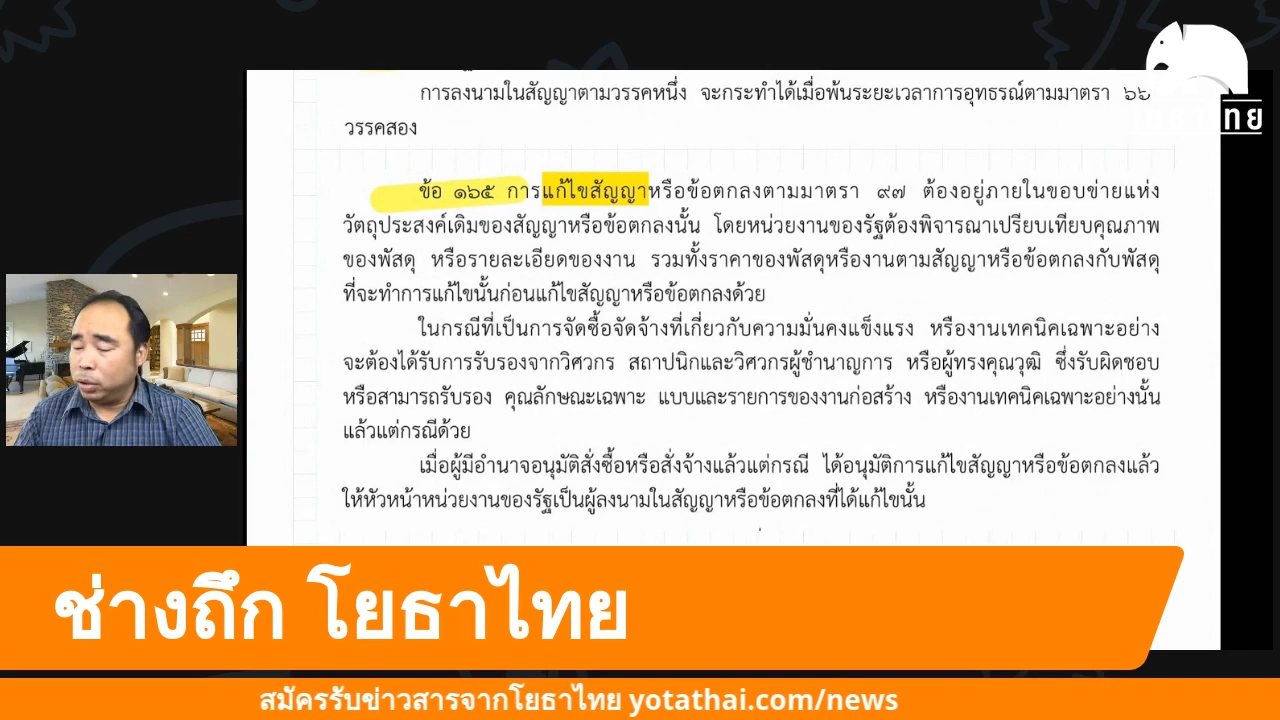 การลงนามในสัญญาตามวรรคหนึ่ง จะกระทำได้เมื่อพ้นระยะเวลาการอุทธรณ์ตามมาตรา ๖๖
วรรคสอง
ข้อ ๑๖๕ การแก้ไขสัญญาหรือข้อตกลงตามมาตรา ๙๗ ต้องอยู่ภายในขอบข่ายแห่ง
วัตถุประสงค์เดิมของสัญญาหรือข้อตกลงนั้น โดยหน่วยงานของรัฐต้องพิจารณาเปรียบเทียบคุณภาพ
ของพัสดุ หรือรายละเอียดของงาน รวมทั้งราคาของพัสดุหรืองานตามสัญญาหรือข้อตกลงกับพัสดุ
ที่จะทำการแก้ไขนั้นก่อนแก้ไขสัญญาหรือข้อตกลงด้วย
ในกรณีที่เป็นการจัดซื้อจัดจ้างที่เกี่ยวกับความมั่นคงแข็งแรง หรืองานเทคนิคเฉพาะอย่าง
จะต้องได้รับการรับรองจากวิศวกร สถาปนิกและวิศวกรผู้ชำนาญการ หรือผู้ทรงคุณวุฒิ ซึ่งรับผิดชอบ
หรือสามารถรับรอง คุณลักษณะเฉพาะ แบบและรายการของงานก่อสร้าง หรืองานเทคนิคเฉพาะอย่างนั้น
แล้วแต่กรณีด้วย
เมื่อผู้มีอำนาจอนุมัติสั่งซื้อหรือสั่งจ้างแล้วแต่กรณี ได้อนุมัติการแก้ไขสัญญาหรือข้อตกลงแล้ว
ให้หัวหน้าหน่วยงานของรัฐเป็นผู้ลงนามในสัญญาหรือข้อตกลงที่ได้แก้ไขนั้น
ช่างถึก โยธาไทย
สมัครรับข่าวสารจากโยธาไทย yotathai.com/news